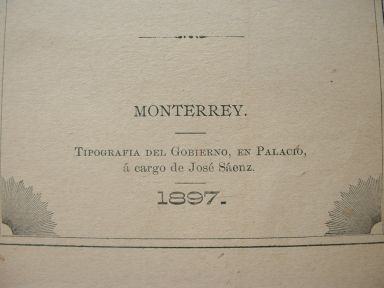 MONTERREY.
TIPOGRAFIA DEL GOBIERNO, EN PALACIO,
á cargo de José Sáenz.
1897.